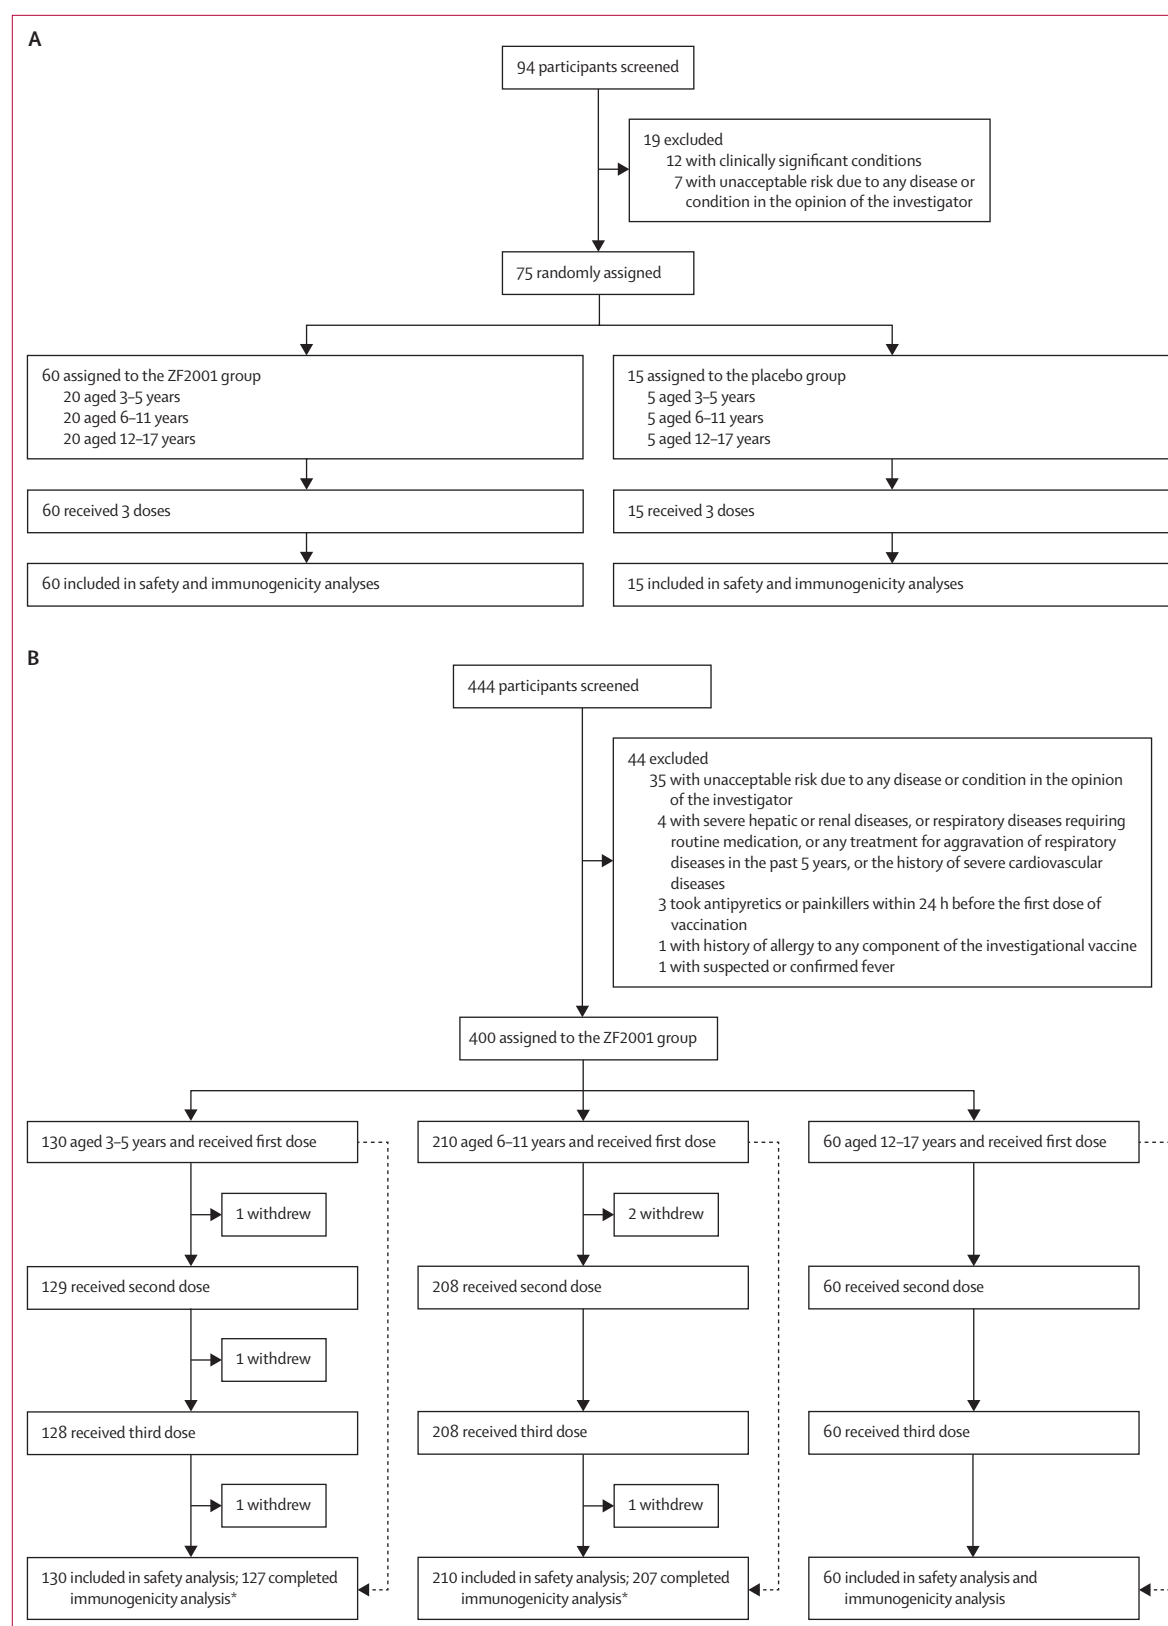 A
94 participants screened
19 excluded
12 with clinically significant conditions
7 with unacceptable risk due to any disease or
condition in the opinion of the investigator
75 randomly assigned
60 assigned to the ZF2001 group
20 aged 3–5 years
20 aged 6–11 years
20 aged 12–17 years
15 assigned to the placebo group
5 aged 3–5 years
5 aged 6–11 years
5 aged 12–17 years
60 received 3 doses
15 received 3 doses
60 included in safety and immunogenicity analyses
15 included in safety and immunogenicity analyses
B
444 participants screened
44 excluded
35 with unacceptable risk due to any disease or condition in the opinion
of the investigator
4 with severe hepatic or renal diseases, or respiratory diseases requiring
routine medication, or any treatment for aggravation of respiratory
diseases in the past 5 years, or the history of severe cardiovascular
diseases
3 took antipyretics or painkillers within 24 h before the first dose of
vaccination
1 with history of allergy to any component of the investigational vaccine
1 with suspected or confirmed fever
400 assigned to the ZF2001 group
130 aged 3–5 years and received first dose
210 aged 6–11 years and received first dose
60 aged 12–17 years and received first dose
1 withdrew
2 withdrew
129 received second dose
208 received second dose
60 received second dose
1 withdrew
128 received third dose
208 received third dose
60 received third dose
1 withdrew
1 withdrew
130 included in safety analysis; 127 completed
immunogenicity analysis*
210 included in safety analysis; 207 completed
immunogenicity analysis*
60 included in safety analysis and
immunogenicity analysis